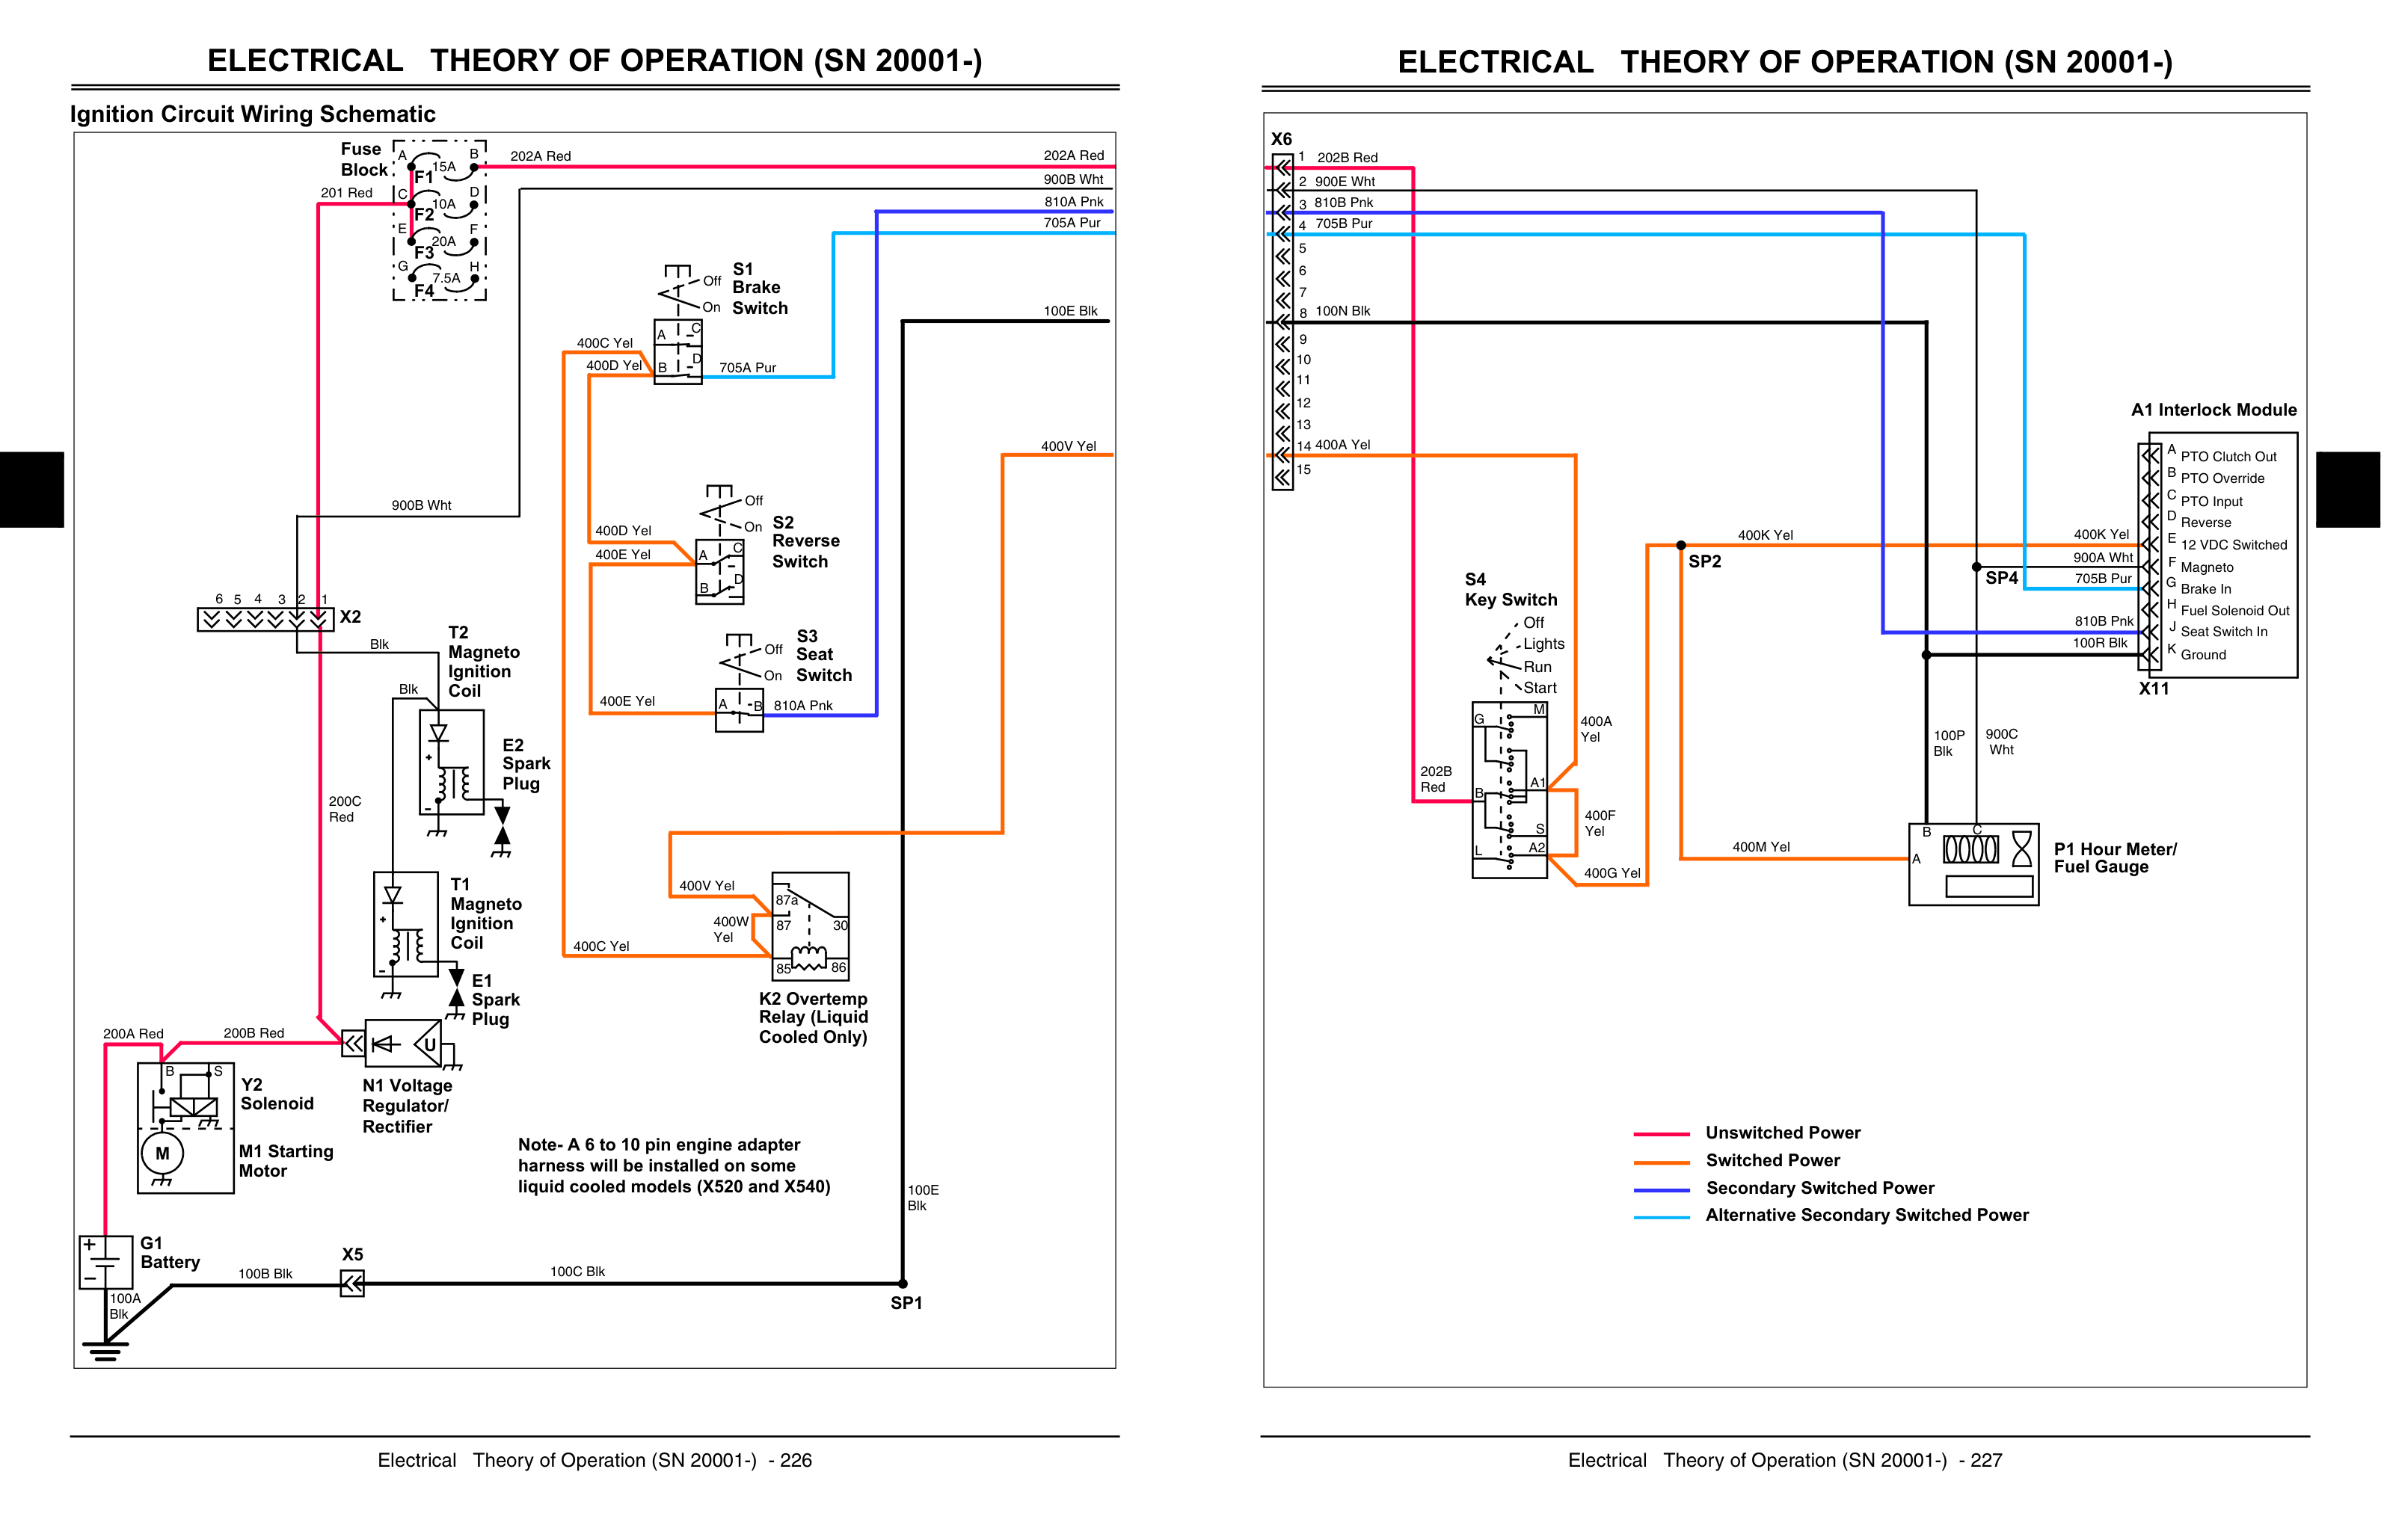 ELECTRICAL   THEORY OF OPERATION (SN 20001-)
Ignition Circuit Wiring Schematic
Fuse
Block
A
B
15A
F1
C
D
10A
F2
E
F
20A
F3
G
H
7.5A
F4
201 Red
202A Red
202A Red
900B Wht
810A Pnk
705A Pur
S1
Brake
Switch
Off
On
A
C
B
D
400C Yel
400D Yel
705A Pur
100E Blk
400V Yel
900B Wht
Off
On
S2
Reverse
Switch
400D Yel
400E Yel
A
C
B
D
6 5 4 3 2 1
X2
Blk
T2
Magneto
Ignition
Coil
Blk
+
-
S3
Seat
Switch
Off
On
400E Yel
A
B
810A Pnk
E2
Spark
Plug
200C
Red
T1
Magneto
Ignition
Coil
+
-
E1
Spark
Plug
400V Yel
400W
Yel
400C Yel
87a
87
30
85
86
K2 Overtemp
Relay (Liquid
Cooled Only)
200A Red
200B Red
B
S
Y2
Solenoid
U
N1 Voltage
Regulator/
Rectifier
M
M1 Starting
Motor
Note- A 6 to 10 pin engine adapter
harness will be installed on some
liquid cooled models (X520 and X540)
100E
Blk
+
−
G1
Battery
100A
Blk
100B Blk
X5
100C Blk
SP1
Electrical   Theory of Operation (SN 20001-)  - 226
ELECTRICAL   THEORY OF OPERATION (SN 20001-)
X6
1 202B Red
2 900E Wht
3 810B Pnk
4 705B Pur
5
6
7
8 100N Blk
9
10
11
12
13
14 400A Yel
15
A1 Interlock Module
A PTO Clutch Out
B PTO Override
C PTO Input
D Reverse
400K Yel
400K Yel
E 12 VDC Switched
SP2
900A Wht
F Magneto
SP4
705B Pur
G Brake In
H Fuel Solenoid Out
810B Pnk
J Seat Switch In
100R Blk
K Ground
X11
S4
Key Switch
Off
Lights
Run
Start
G
M
B
A1
S
L
A2
202B
Red
400A
Yel
400F
Yel
400G Yel
400M Yel
100P
Blk
900C
Wht
B
C
A
P1 Hour Meter/
Fuel Gauge
Unswitched Power
Switched Power
Secondary Switched Power
Alternative Secondary Switched Power
Electrical   Theory of Operation (SN 20001-)  - 227